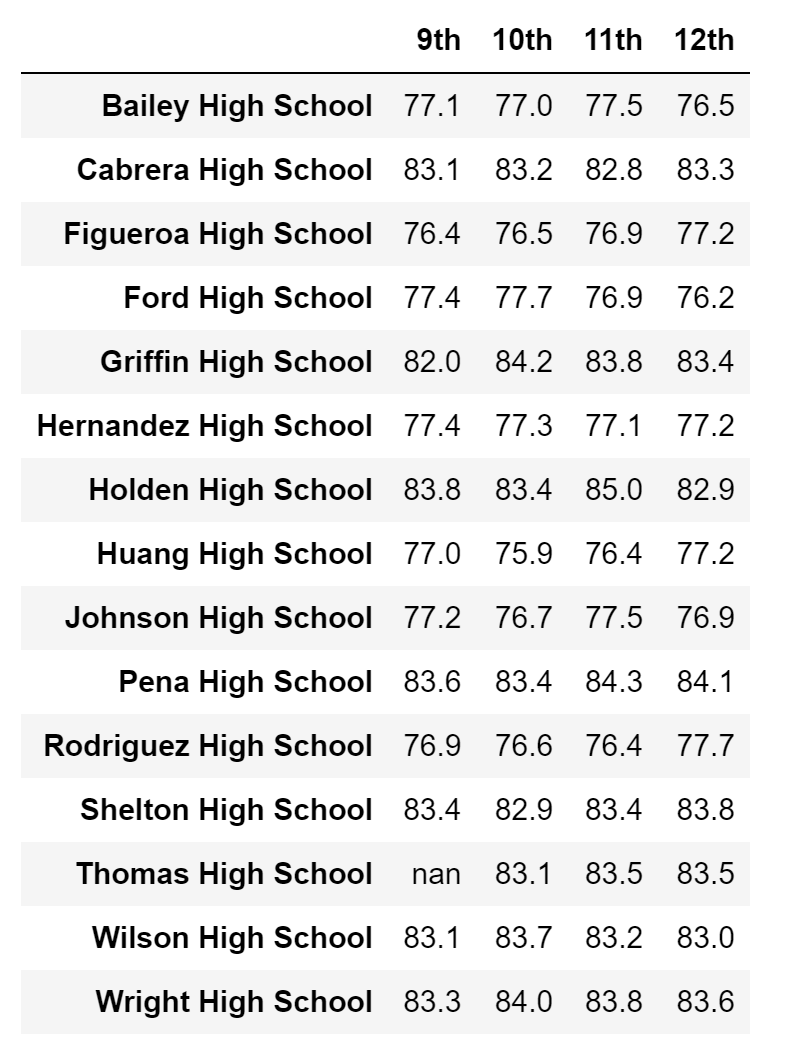 9th 10th 11th 12th
Bailey High School 77.1 77.0 77.5 76.5
Cabrera High School 83.1 83.2 82.8 83.3
Figueroa High School 76.4 76.5 76.9 77.2
Ford High School 77.4 77.7 76.9 76.2
Griffin High School 82.0 84.2 83.8 83.4
Hernandez High School 77.4 77.3 77.1 77.2
Holden High School 83.8 83.4 85.0 82.9
Huang High School 77.0 75.9 76.4 77.2
Johnson High School 77.2 76.7 77.5 76.9
Pena High School 83.6 83.4 84.3 84.1
Rodriguez High School 76.9 76.6 76.4 77.7
Shelton High School 83.4 82.9 83.4 83.8
Thomas High School nan 83.1 83.5 83.5
Wilson High School 83.1 83.7 83.2 83.0
Wright High School 83.3 84.0 83.8 83.6